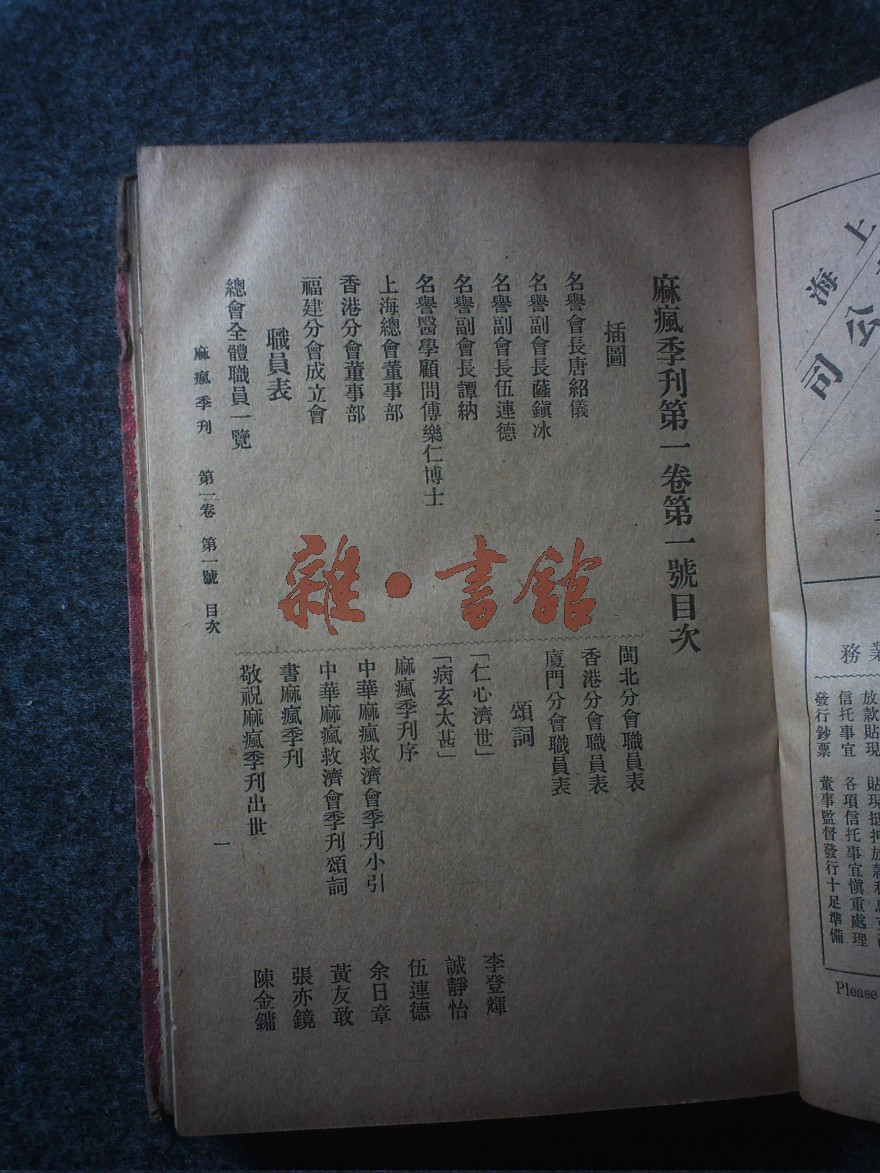 麻瘋季刊第一卷第一號目次
插圖
名譽會長唐紹儀
名譽副會長薩鎮冰
名譽副會長伍連德
名譽副會長譚納
名譽醫學顧問傅樂仁博士
上海總會董事部
香港分會董事部
福建分會成立會
職員表
總會全體職員一覽
閩北分會職員表
香港分會職員表
廈門分會職員表
頌詞
「仁心濟世」 李登輝
「病玄太甚」 誠靜怡
麻瘋季刊序 伍連德
中華麻瘋救濟會季刊小引 余日章
中華麻瘋救濟會季刊頌詞 黃友敢
書麻瘋季刊 張亦鏡
敬祝麻瘋季刊出世 陳金鏞
麻瘋季刊 第一卷 第一號 目次
一
雜·書館
上海
公司
業務
放款貼現
信托事宜 各項信托事宜慎重處理
發行鈔票 董事監督發行十足準備
Please